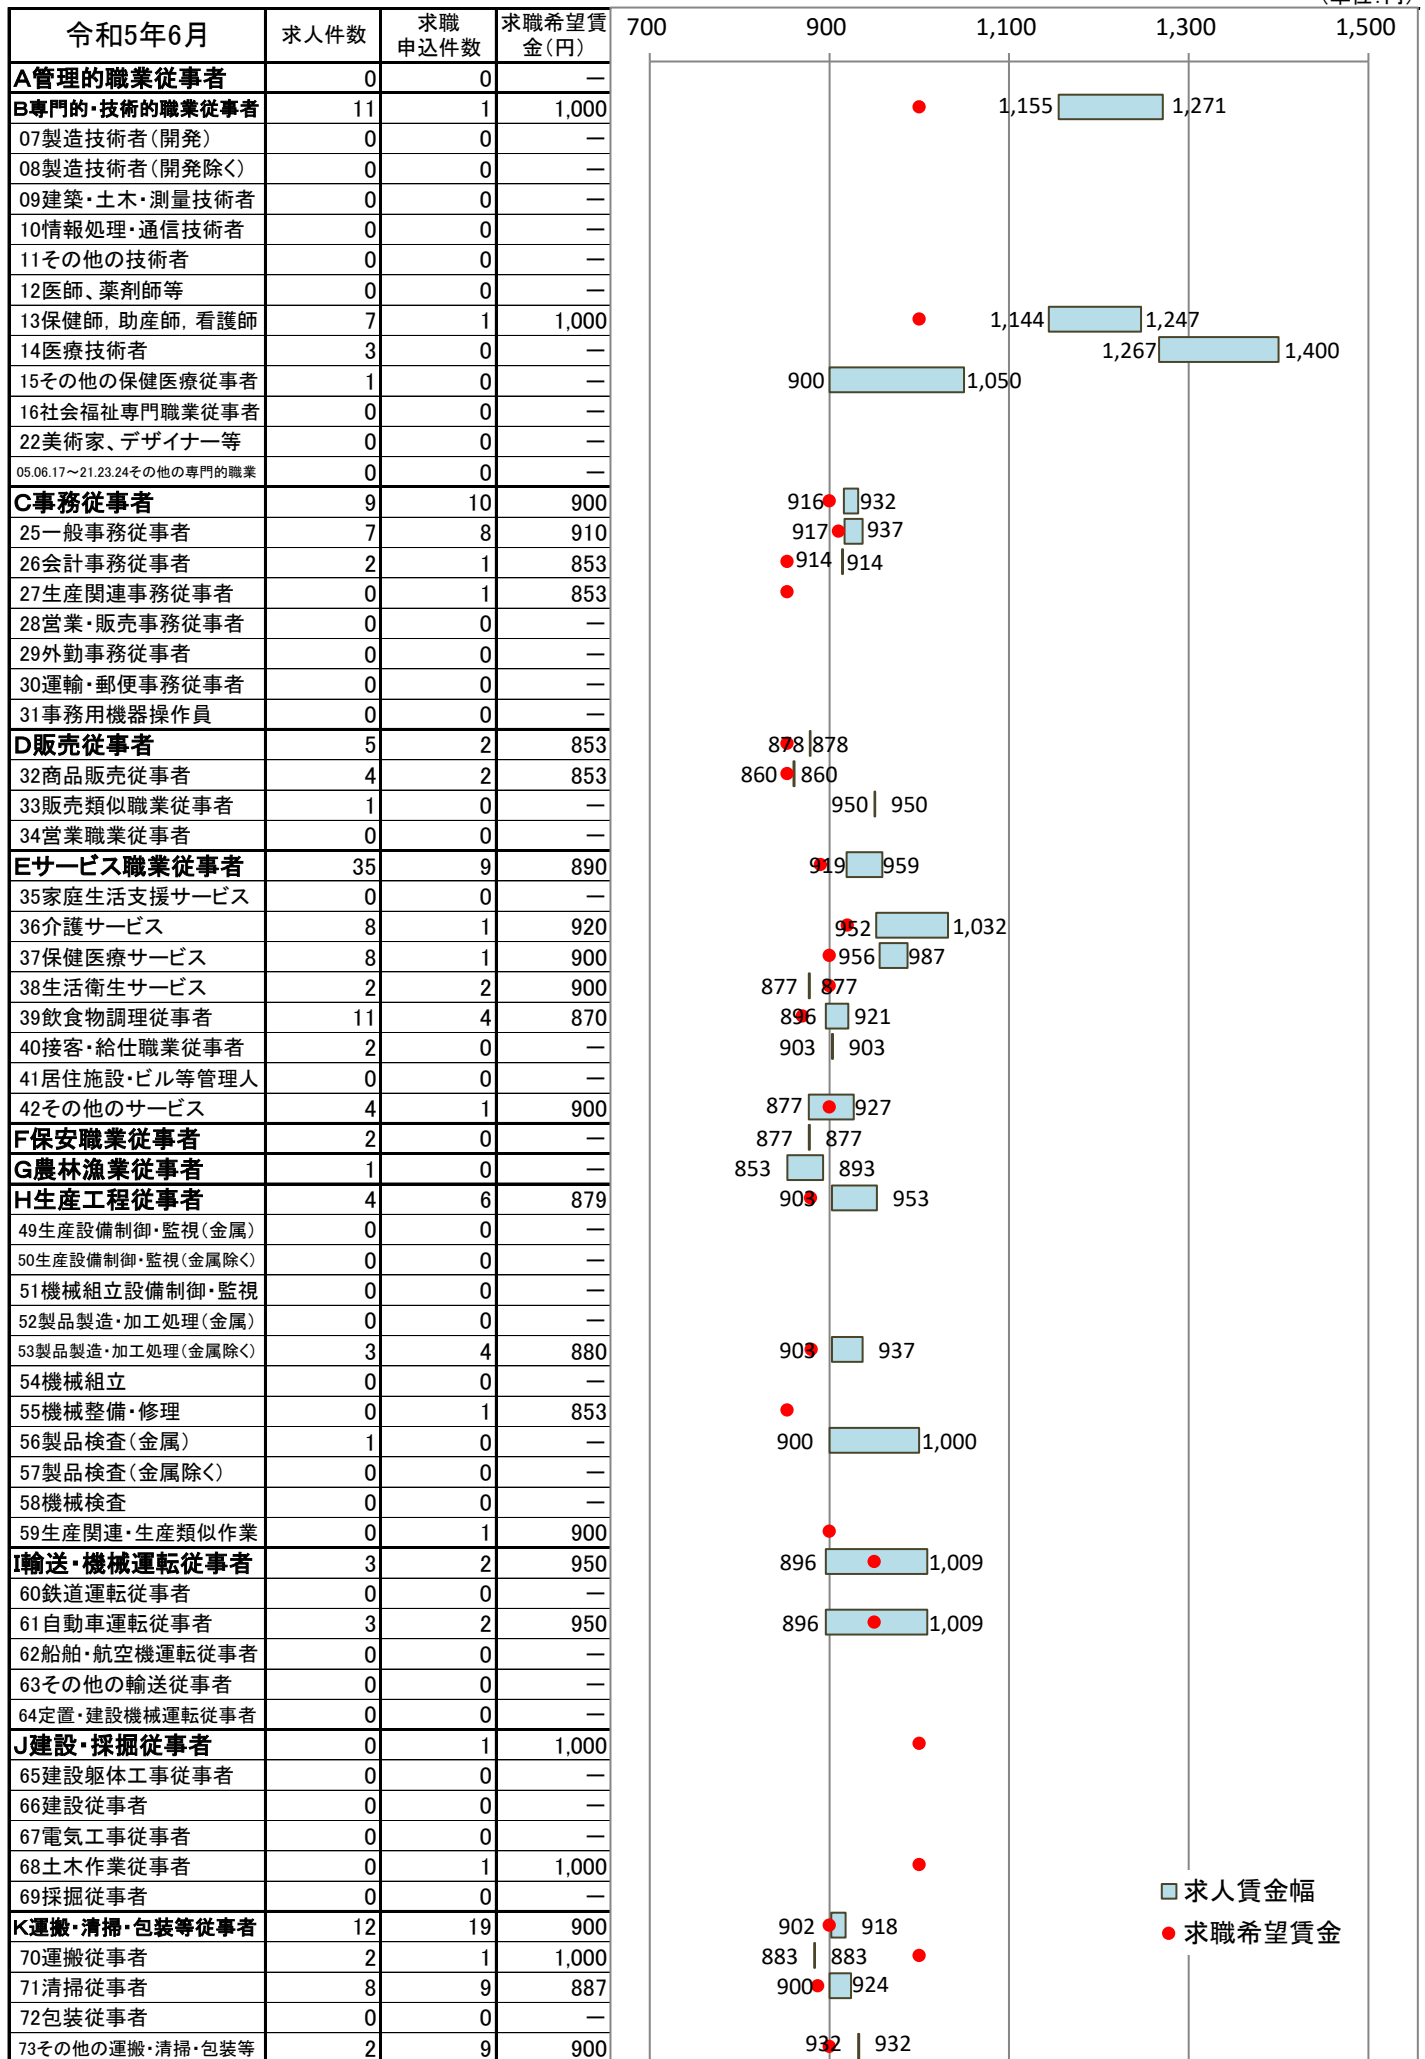 令和5年6月 求人件数 求職申込件数 求職希望賃金(円) 700 900 1,100 1,300 1,500
A管理的職業従事者 0 0 ―
B専門的・技術的職業従事者 11 1 1,000 1,155 1,271
07製造技術者(開発) 0 0 ―
08製造技術者(開発除く) 0 0 ―
09建築・土木・測量技術者 0 0 ―
10情報処理・通信技術者 0 0 ―
11その他の技術者 0 0 ―
12医師、薬剤師等 0 0 ―
13保健師,助産師,看護師 7 1 1,000 1,144 1,247
14医療技術者 3 0 ― 1,267 1,400
15その他の保健医療従事者 1 0 ― 900 1,050
16社会福祉専門職業従事者 0 0 ―
22美術家、デザイナー等 0 0 ―
05.06.17~21.23.24その他の専門的職業 0 0 ―
C事務従事者 9 10 900 916 932
25一般事務従事者 7 8 910 917 937
26会計事務従事者 2 1 853 914 914
27生産関連事務従事者 0 1 853
28営業・販売事務従事者 0 0 ―
29外勤事務従事者 0 0 ―
30運輸・郵便事務従事者 0 0 ―
31事務用機器操作員 0 0 ―
D販売従事者 5 2 853 878 878
32商品販売従事者 4 2 853 860 860
33販売類似職業従事者 1 0 ― 950 950
34営業職業従事者 0 0 ―
Eサービス職業従事者 35 9 890 919 959
35家庭生活支援サービス 0 0 ―
36介護サービス 8 1 920 952 1,032
37保健医療サービス 8 1 900 956 987
38生活衛生サービス 2 2 900 877 877
39飲食物調理従事者 11 4 870 896 921
40接客・給仕職業従事者 2 0 ― 903 903
41居住施設・ビル等管理人 0 0 ―
42その他のサービス 4 1 900 877 927
F保安職業従事者 2 0 ― 877 877
G農林漁業従事者 1 0 ― 853 893
H生産工程従事者 4 6 879 903 953
49生産設備制御・監視(金属) 0 0 ―
50生産設備制御・監視(金属除く) 0 0 ―
51機械組立設備制御・監視 0 0 ―
52製品製造・加工処理(金属) 0 0 ―
53製品製造・加工処理(金属除く) 3 4 880 903 937
54機械組立 0 0 ―
55機械整備・修理 0 1 853
56製品検査(金属) 1 0 ― 900 1,000
57製品検査(金属除く) 0 0 ―
58機械検査 0 0 ―
59生産関連・生産類似作業 0 1 900
I輸送・機械運転従事者 3 2 950 896 1,009
60鉄道運転従事者 0 0 ―
61自動車運転従事者 3 2 950 896 1,009
62船舶・航空機運転従事者 0 0 ―
63その他の輸送従事者 0 0 ―
64定置・建設機械運転従事者 0 0 ―
J建設・採掘従事者 0 1 1,000
65建設躯体工事従事者 0 0 ―
66建設従事者 0 0 ―
67電気工事従事者 0 0 ―
68土木作業従事者 0 1 1,000
69採掘従事者 0 0 ― 求人賃金幅
K運搬・清掃・包装等従事者 12 19 900 902 918 求職希望賃金
70運搬従事者 2 1 1,000 883 883
71清掃従事者 8 9 887 900 924
72包装従事者 0 0 ―
73その他の運搬・清掃・包装等 2 9 900 932 932